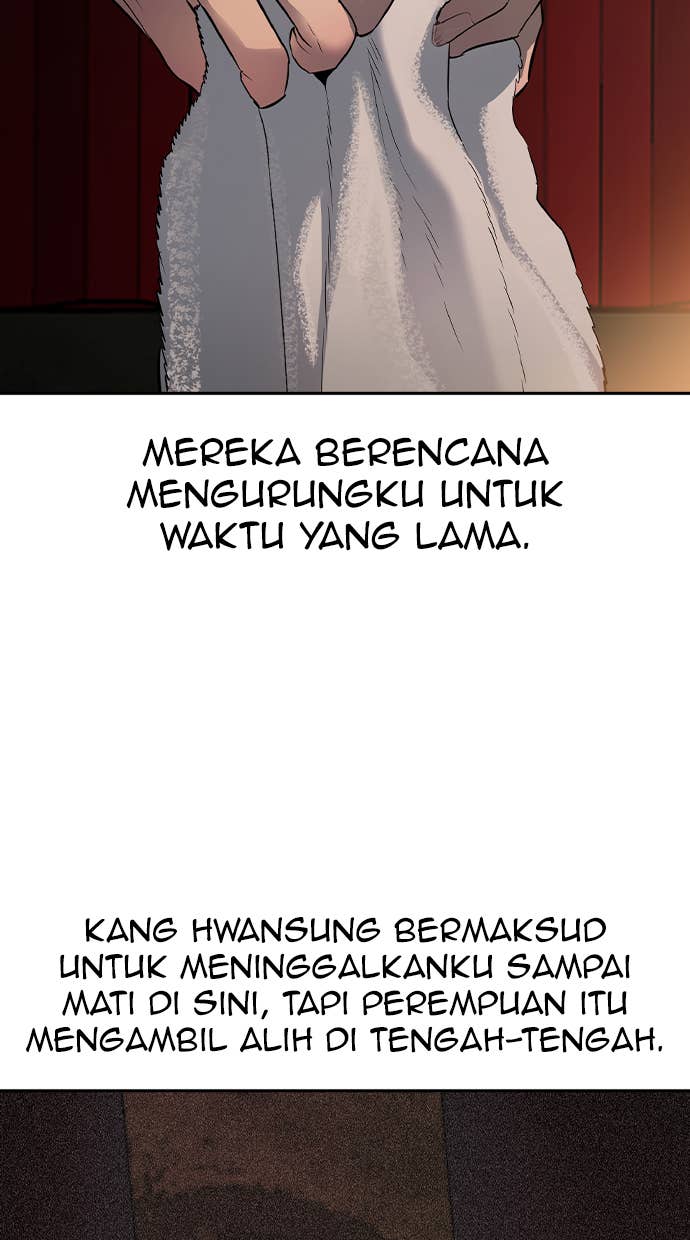 MEREKA BERENCANA
MENGURUNGKU UNTUK
WAKTU YANG LAMA.
KANG HWANSUNG BERMAKSUD
UNTUK MENINGGALKANKU SAMPAI
MATI DI SINI, TAPI PEREMPUAN ITU
MENGAMBIL ALIH DI TENGAH-TENGAH.